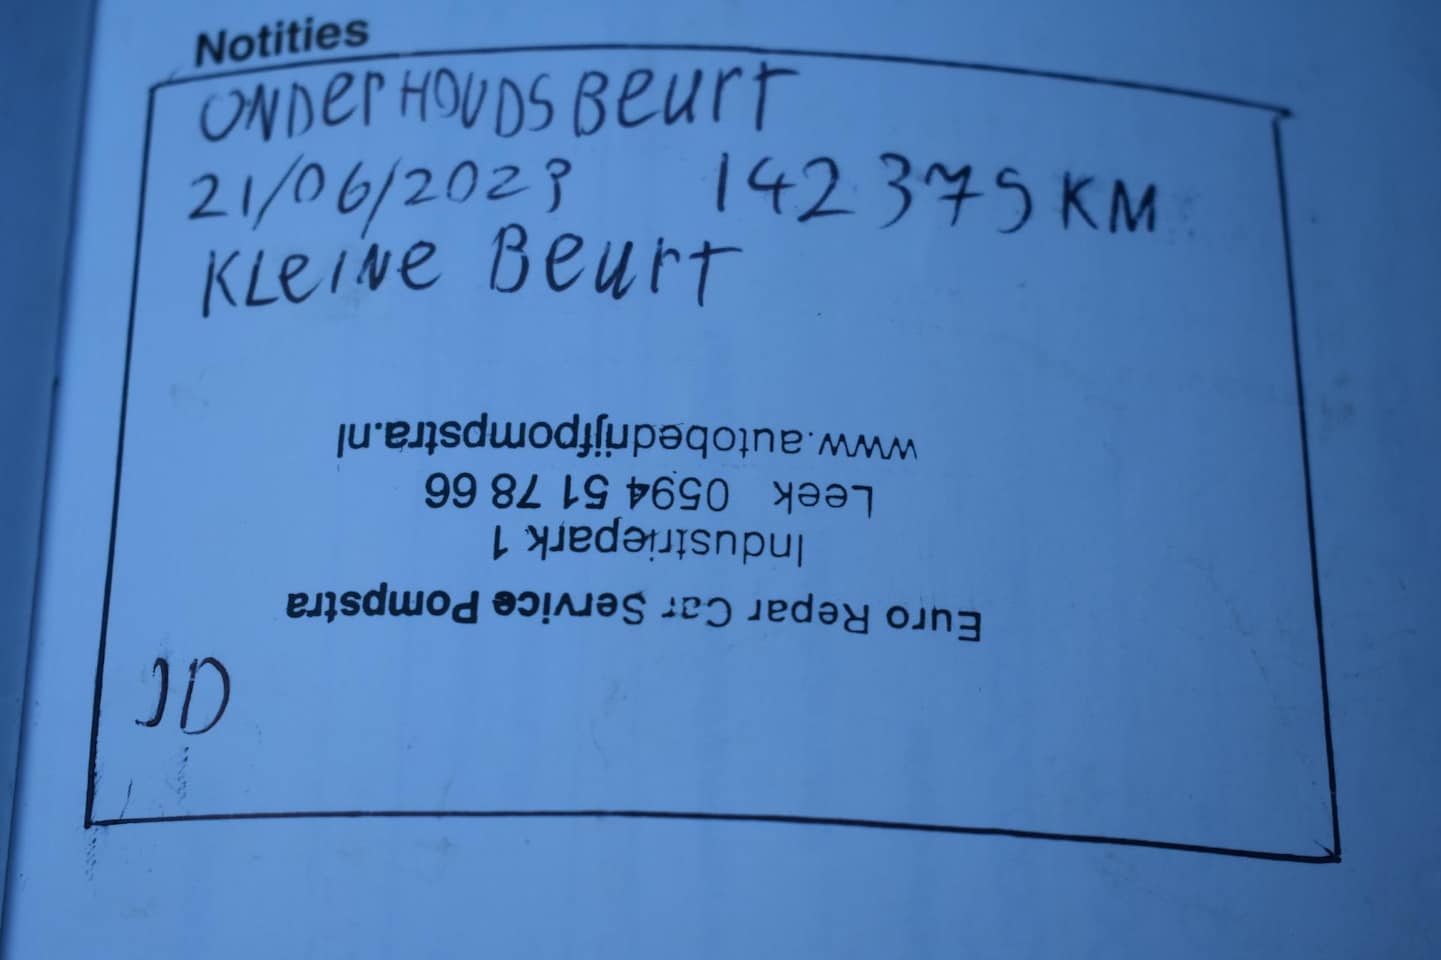 Notities
ONDerHOUDSBeurT
21/06/2023 142375 KM
KLeINe Beurt
Euro Repar Car Service Pompstra
Industriepark 1
Leek 0594 51 78 66
www.autobedrijfpompstra.nl